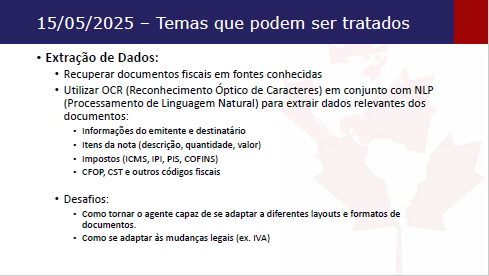 15/05/2025 – Temas que podem ser tratados
• Extração de Dados:
• Recuperar documentos fiscais em fontes conhecidas
• Utilizar OCR (Reconhecimento Óptico de Caracteres) em conjunto com NLP
(Processamento de Linguagem Natural) para extrair dados relevantes dos
documentos:
• Informações do emitente e destinatário
• Itens da nota (descrição, quantidade, valor)
• Impostos (ICMS, IPI, PIS, COFINS)
• CFOP, CST e outros códigos fiscais
• Desafios:
• Como tornar o agente capaz de se adaptar a diferentes layouts e formatos de
documentos.
• Como se adaptar às mudanças legais (ex. IVA)